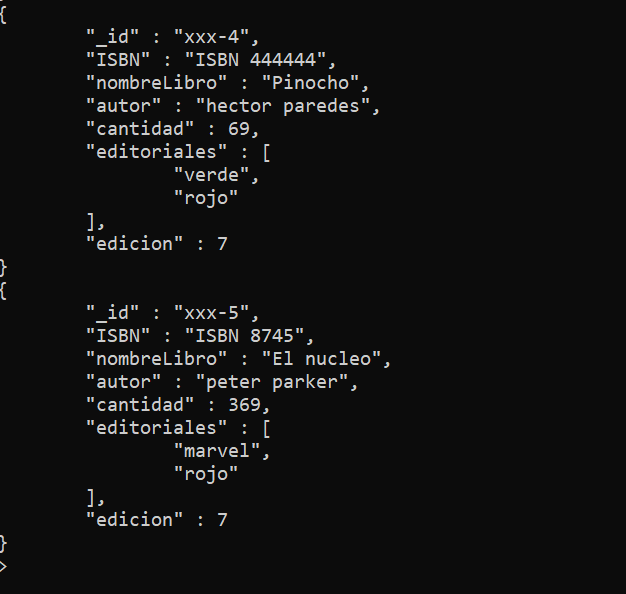 {
"_id" : "xxx-4",
"ISBN" : "ISBN 444444",
"nombreLibro" : "Pinocho",
"autor" : "hector paredes",
"cantidad" : 69,
"editoriales" : [
"verde",
"rojo"
],
"edicion" : 7
}
{
"_id" : "xxx-5",
"ISBN" : "ISBN 8745",
"nombreLibro" : "El nucleo",
"autor" : "peter parker",
"cantidad" : 369,
"editoriales" : [
"marvel",
"rojo"
],
"edicion" : 7
}
>